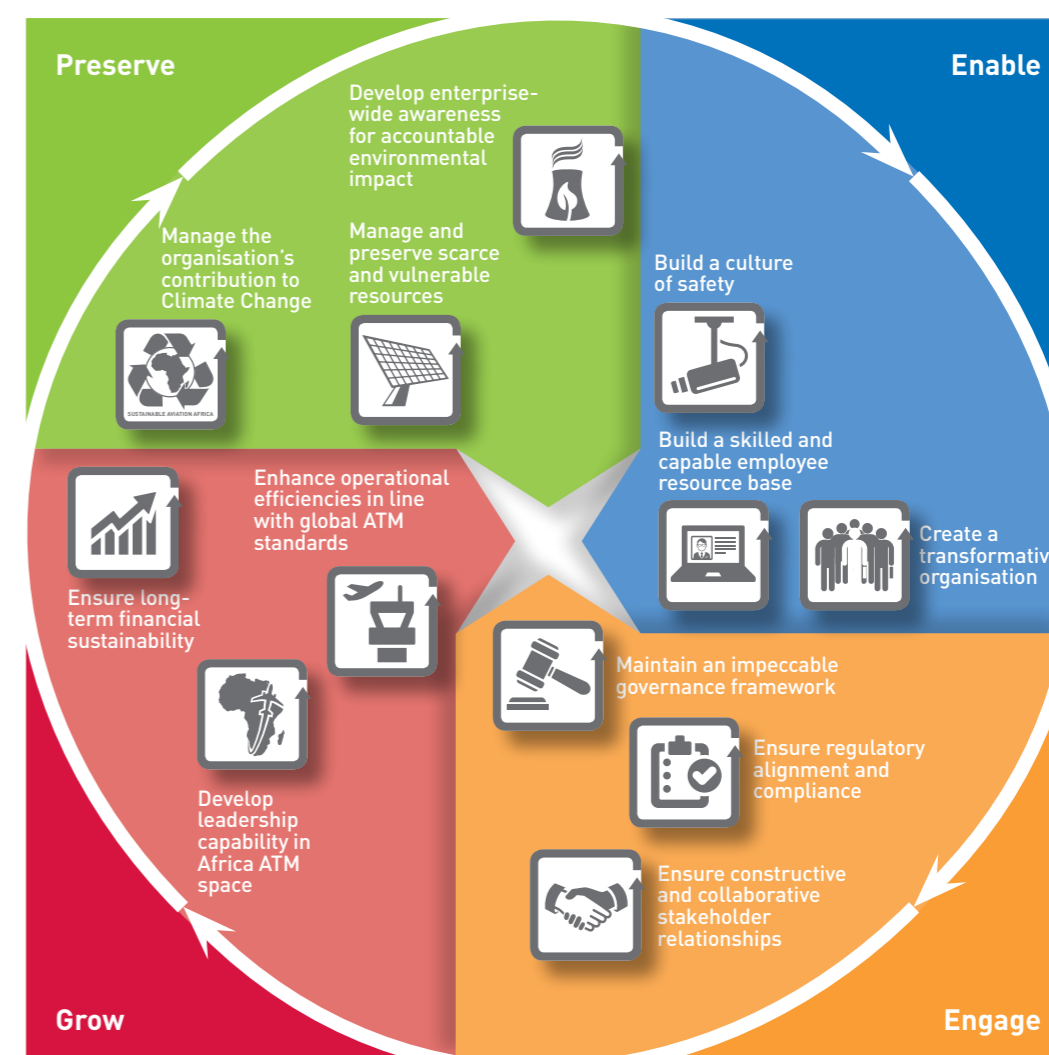 Preserve
Develop enterprise-
wide awareness
for accountable
environmental
impact
Manage the
organisation's
contribution to
Climate Change
Manage and
preserve scarce
and vulnerable
resources
SUSTAINABLE AVIATION AFRICA
Enable
Build a culture
of safety
Build a skilled and
capable employee
resource base
Create a
transformativ
organisation
Enhance operational
efficiencies in line
with global ATM
standards
Ensure long-
term financial
sustainability
Develop
leadership
capability in
Africa ATM
space
Grow
Maintain an impeccable
governance framework
Ensure regulatory
alignment and
compliance
Ensure constructive
and collaborative
stakeholder
relationships
Engage